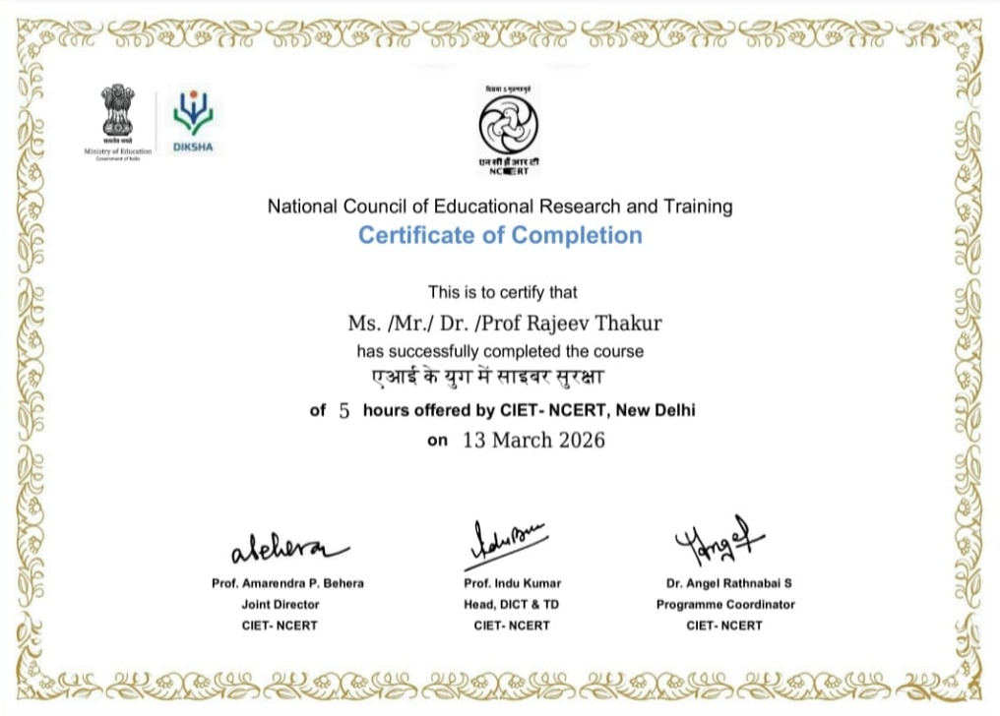 सत्यमेव जयते
Ministry of Education
Government of India
DIKSHA
विद्यया ऽ मृतमश्नुते
एन सी ई आर टी
NCERT
National Council of Educational Research and Training
Certificate of Completion
This is to certify that
Ms. /Mr./ Dr. /Prof Rajeev Thakur
has successfully completed the course
एआई के युग में साइबर सुरक्षा
of 5 hours offered by CIET- NCERT, New Delhi
on 13 March 2026
Prof. Amarendra P. Behera
Joint Director
CIET- NCERT
Prof. Indu Kumar
Head, DICT & TD
CIET- NCERT
Dr. Angel Rathnabai S
Programme Coordinator
CIET- NCERT